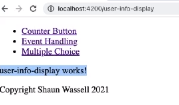 localhost:4200/user-info-display
Counter Button
Event Handling
Multiple Choice
user-info-display works!
Copyright Shaun Wassell 2021